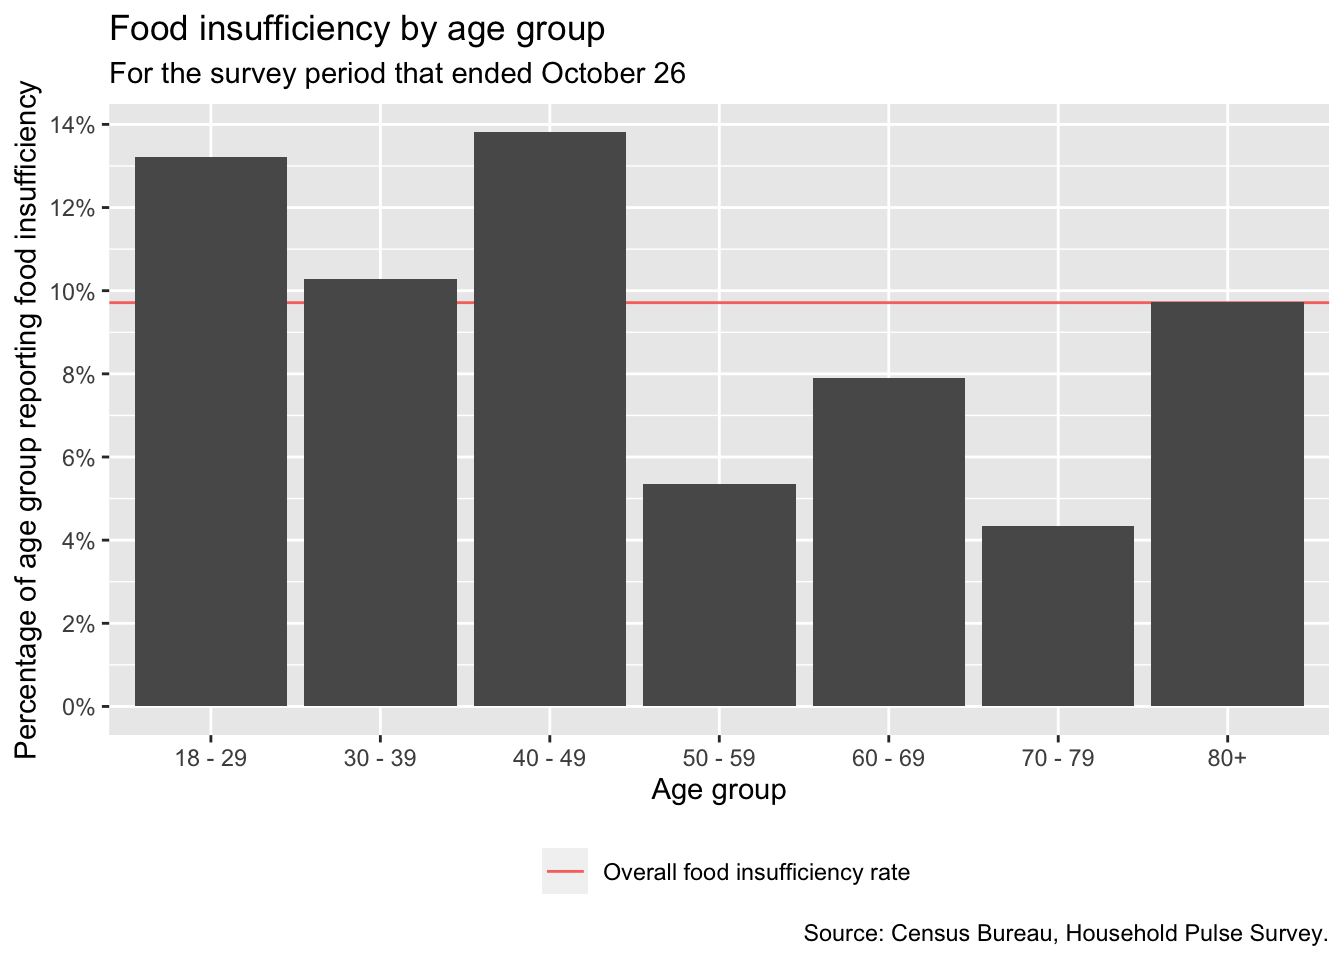 Food insufficiency by age group
For the survey period that ended October 26
Percentage of age group reporting food insufficiency
14%
12%
10%
8%
6%
4%
2%
0%
18 - 29
30 - 39
40 - 49
50 - 59
60 - 69
70 - 79
80+
Age group
Overall food insufficiency rate
Source: Census Bureau, Household Pulse Survey.